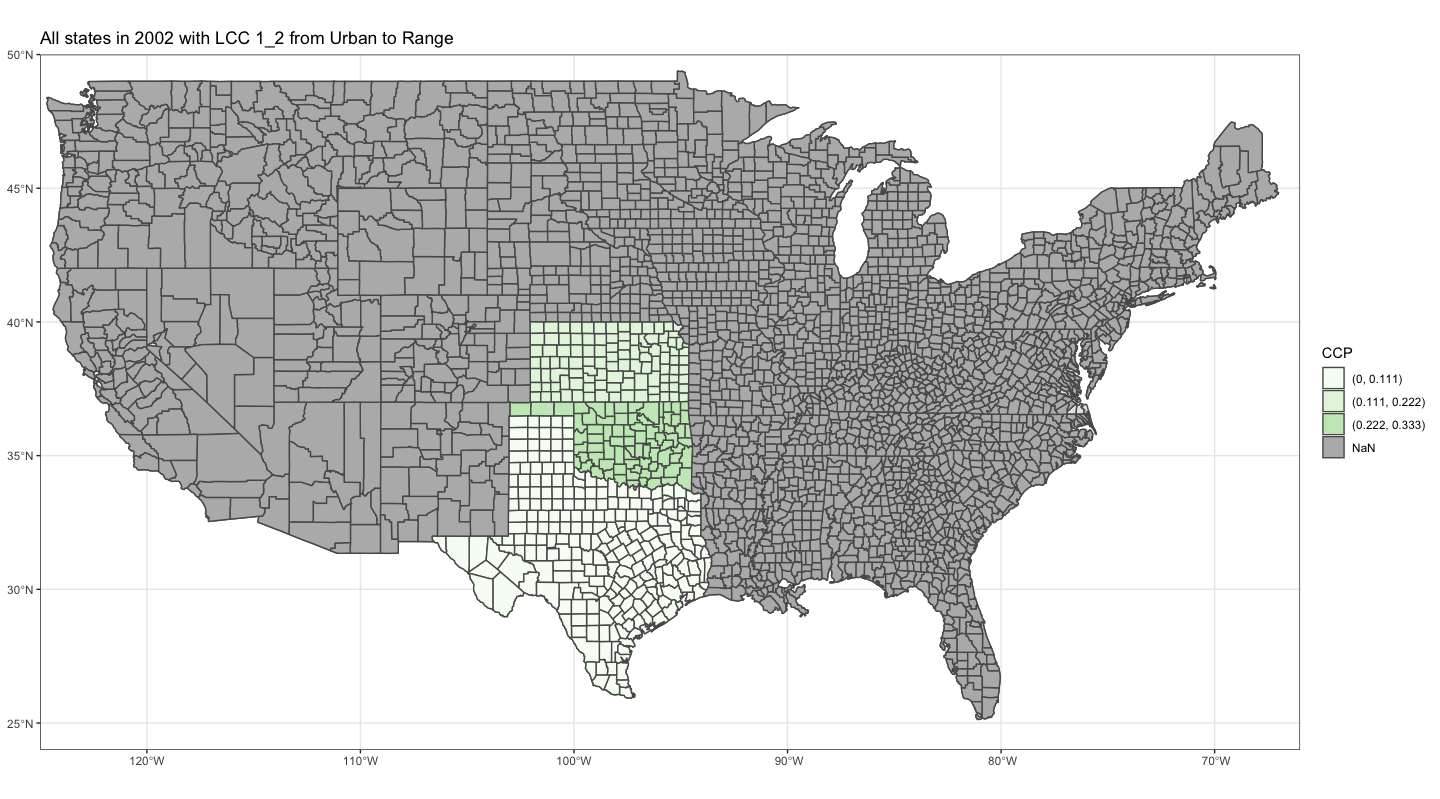 All states in 2002 with LCC 1_2 from Urban to Range
50°N
45°N
40°N
35°N
30°N
25°N
120°W 110°W 100°W 90°W 80°W 70°W
CCP
(0, 0.111)
(0.111, 0.222)
(0.222, 0.333)
NaN